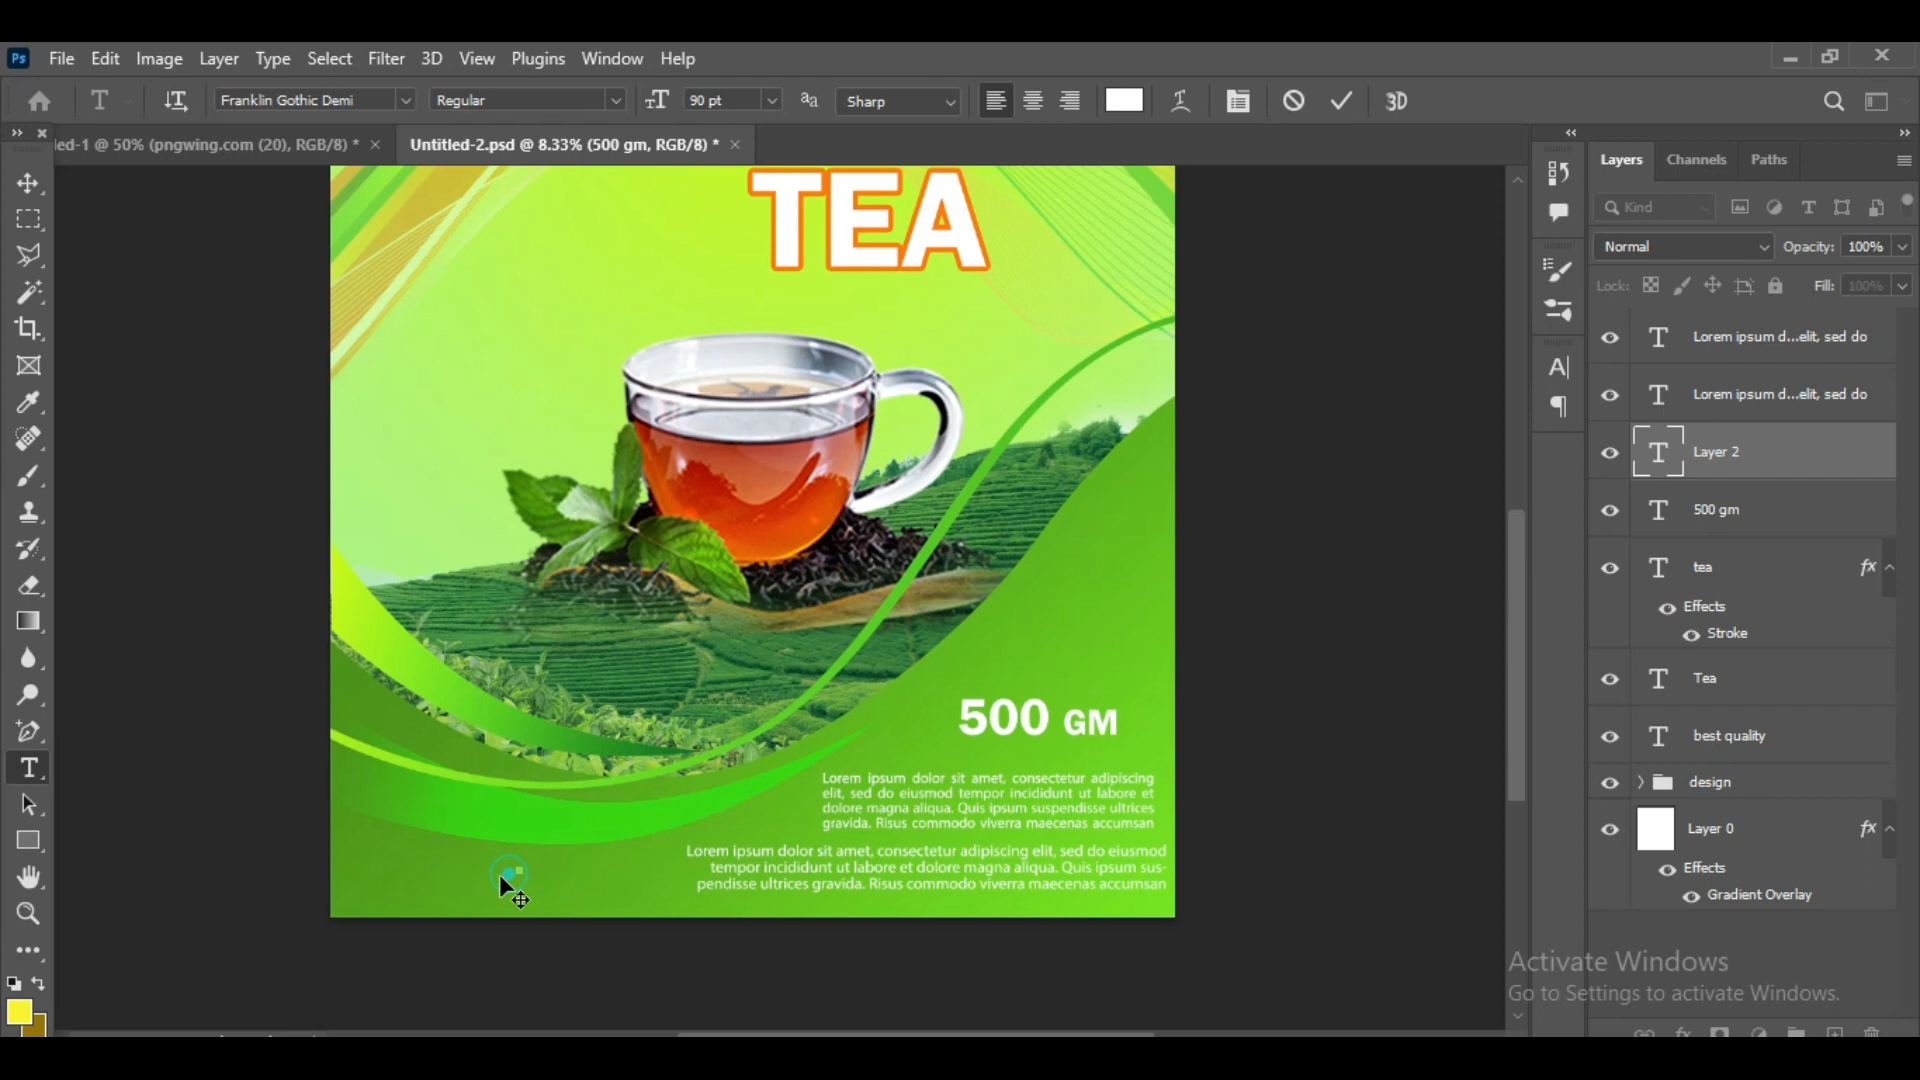 Ps File Edit Image Layer Type Select Filter 3D View Plugins Window Help
Franklin Gothic Demi Regular 90 pt aa Sharp 3D
ed-1 @ 50% (pngwing.com (20), RGB/8) * Untitled-2.psd @ 8.33% (500 gm, RGB/8) *
Layers Channels Paths
Kind
Normal Opacity: 100%
Lock: Fill: 100%
Lorem ipsum d...elit, sed do
Lorem ipsum d...elit, sed do
Layer 2
500 gm
tea fx
Effects
Stroke
Tea
best quality
design
Layer 0 fx
Effects
Gradient Overlay
TEA
500 GM
Lorem ipsum dolor sit amet, consectetur adipiscing
elit, sed do eiusmod tempor incididunt ut labore et
dolore magna aliqua. Quis ipsum suspendisse ultrices
gravida. Risus commodo viverra maecenas accumsan
Lorem ipsum dolor sit amet, consectetur adipiscing elit, sed do eiusmod
tempor incididunt ut labore et dolore magna aliqua. Quis ipsum sus-
pendisse ultrices gravida. Risus commodo viverra maecenas accumsan
Activate Windows
Go to Settings to activate Windows.